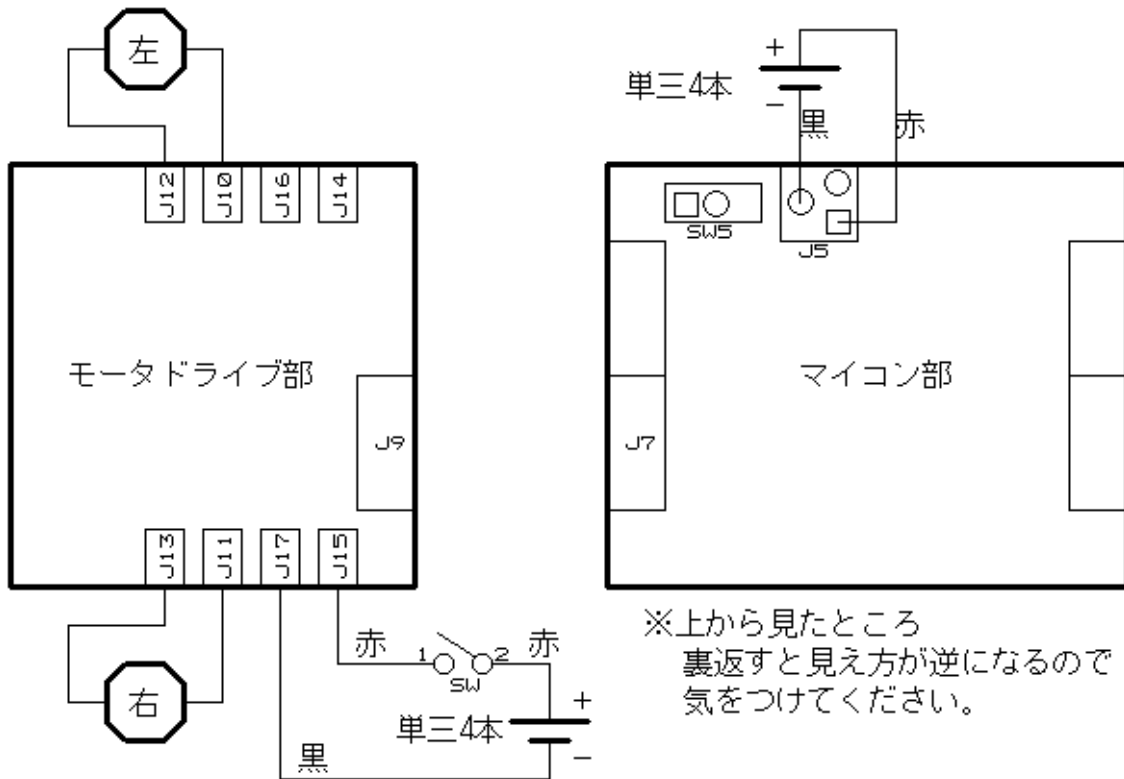 左
J12
J10
J16
J14
モータドライブ部
J9
J13
J11
J17
J15
右
赤
1
2
SW
赤
+
単三4本
-
黒
+
単三4本
-
黒
赤
SW5
J5
マイコン部
J7
※上から見たところ
裏返すと見え方が逆になるので
気をつけてください。